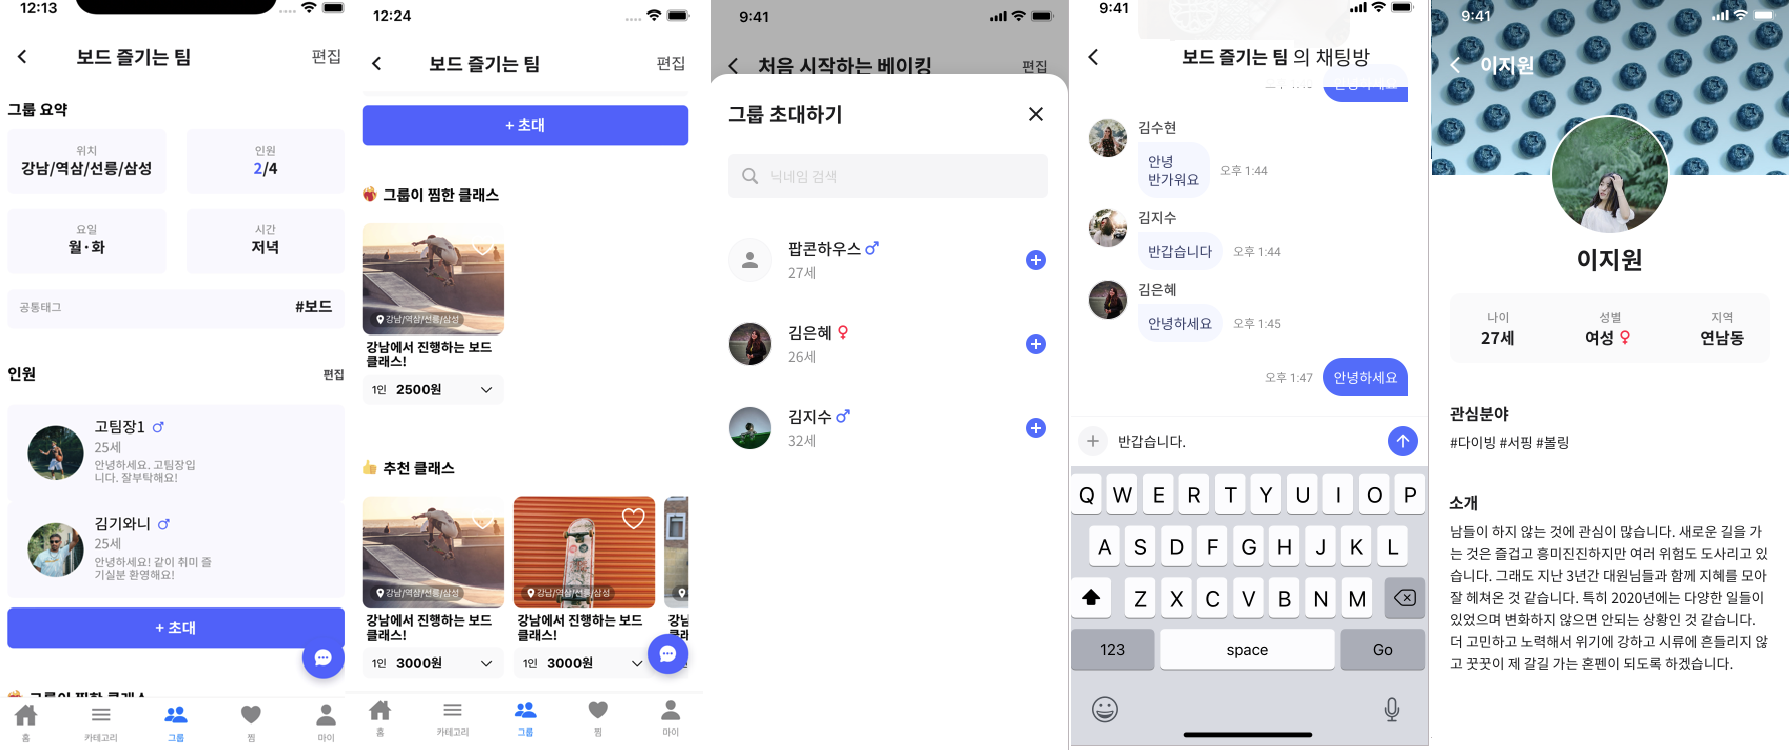 12:13
보드 즐기는 팀
편집
그룹 요약
위치
강남/역삼/선릉/삼성
인원
2/4
요일
월·화
시간
저녁
공통태그
#보드
인원
편집
고팀장1
25세
안녕하세요. 고팀장입
니다. 잘부탁해요!
김기와니
25세
안녕하세요! 같이 취미 즐
기실분 환영해요!
+ 초대
그룹이 찜한 클래스
홈
카테고리
그룹
찜
마이
12:24
보드 즐기는 팀
편집
+ 초대
그룹이 찜한 클래스
강남/역삼/선릉/삼성
강남에서 진행하는 보드
클래스!
1인 2500원
추천 클래스
강남/역삼/선릉/삼성
강남에서 진행하는 보드
클래스!
1인 3000원
강남/역삼/선릉/삼성
강남에서 진행하는 보드
클래스!
1인 3000원
홈
카테고리
그룹
찜
마이
9:41
처음 시작하는 베이킹
편집
그룹 초대하기
닉네임 검색
팝콘하우스
27세
김은혜
26세
김지수
32세
9:41
보드 즐기는 팀 의 채팅방
김수현
안녕
반가워요
오후 1:44
김지수
반갑습니다
오후 1:44
김은혜
안녕하세요
오후 1:45
오후 1:47
안녕하세요
반갑습니다.
Q W E R T Y U I O P
A S D F G H J K L
Z X C V B N M
123
space
Go
9:41
이지원
이지원
나이
27세
성별
여성
지역
연남동
관심분야
#다이빙 #서핑 #볼링
소개
남들이 하지 않는 것에 관심이 많습니다. 새로운 길을 가
는 것은 즐겁고 흥미진진하지만 여러 위험도 도사리고 있
습니다. 그래도 지난 3년간 대원님들과 함께 지혜를 모아
잘 헤쳐온 것 같습니다. 특히 2020년에는 다양한 일들이
있었으며 변화하지 않으면 안되는 상황인 것 같습니다.
더 고민하고 노력해서 위기에 강하고 시류에 흔들리지 않
고 꿋꿋이 제 갈길 가는 혼펜이 되도록 하겠습니다.